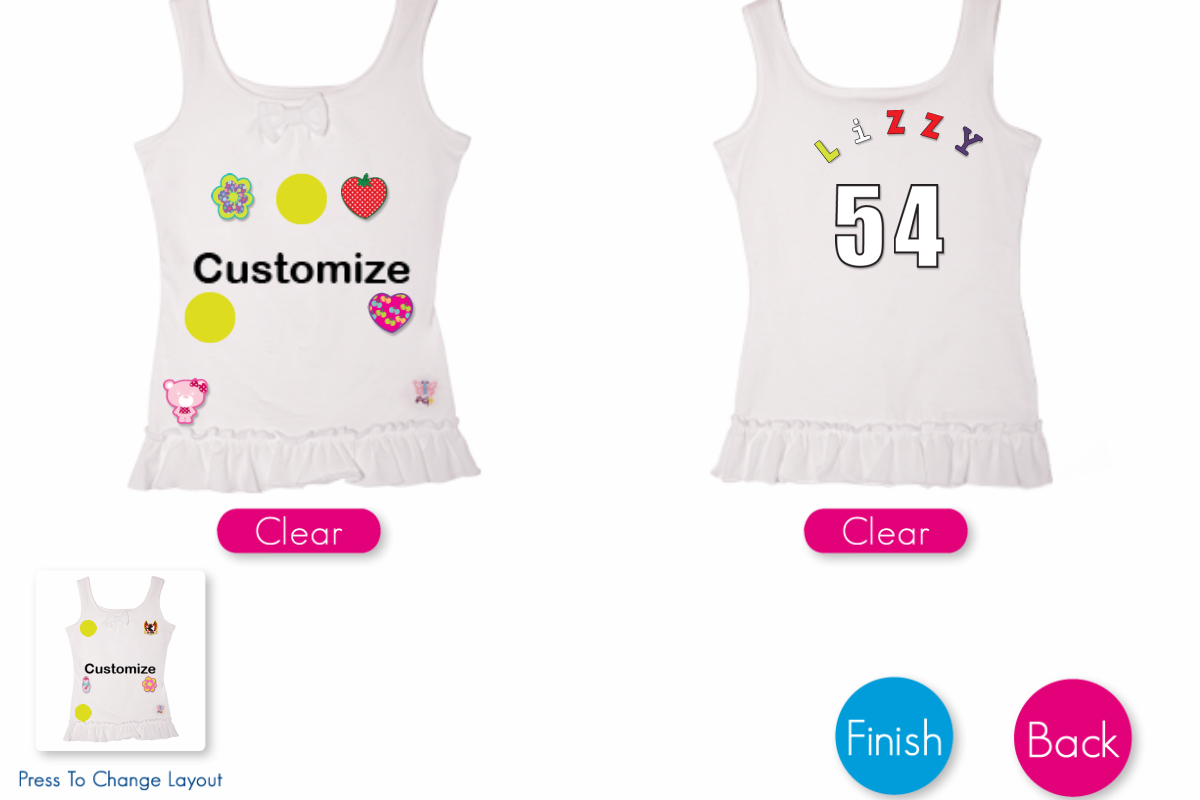 LiZZY
54
Customize
Clear
Clear
Customize
Press To Change Layout
Finish
Back